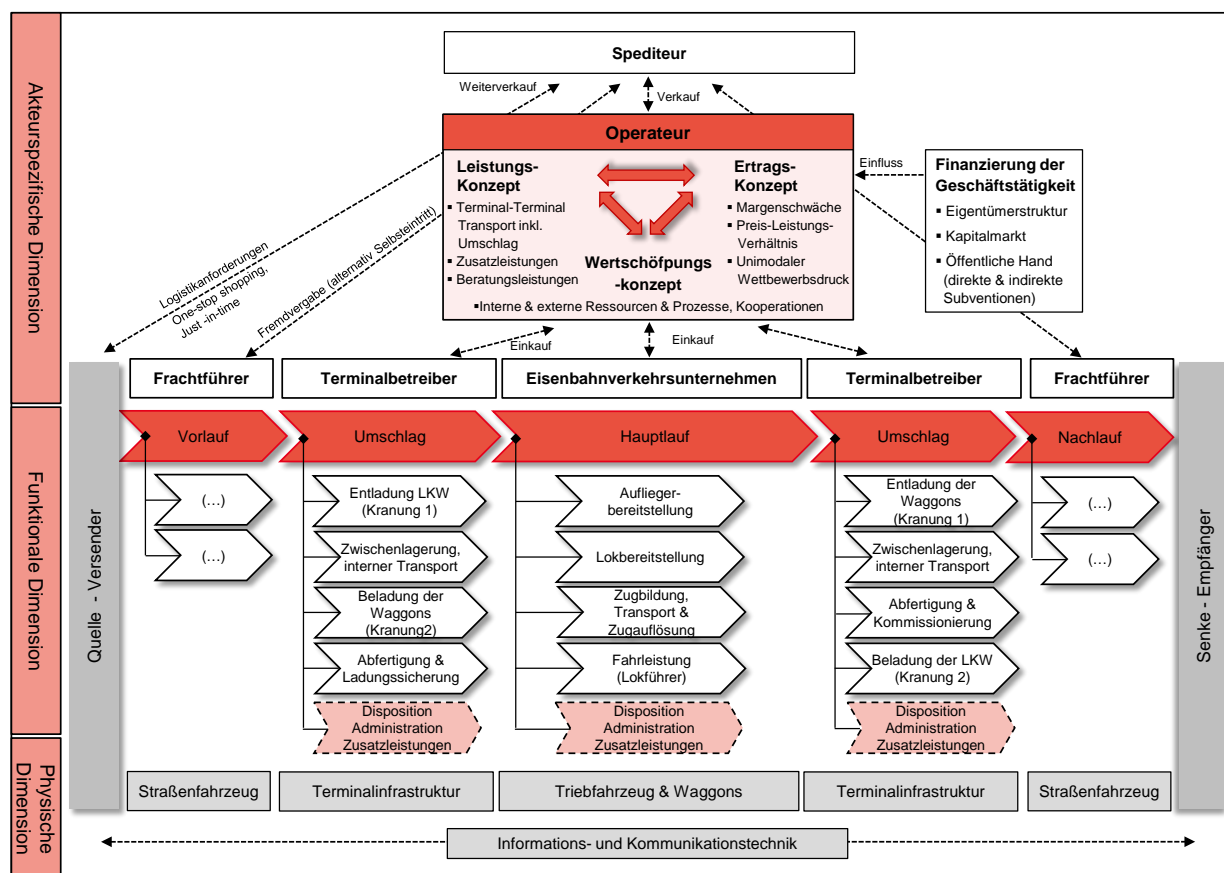 Akteurspezifische Dimension
Spediteur
Weiterverkauf
Verkauf
Operateur
Leistungs-
Konzept
▪ Terminal-Terminal
Transport inkl.
Umschlag
▪ Zusatzleistungen
▪ Beratungsleistungen
Ertrags-
Konzept
▪ Margenschwäche
▪ Preis-Leistungs-
Verhältnis
▪ Unimodaler
Wettbewerbsdruck
Wertschöfpungs
-konzept
▪Interne & externe Ressourcen & Prozesse, Kooperationen
Einfluss
Finanzierung der
Geschäftstätigkeit
▪ Eigentümerstruktur
▪ Kapitalmarkt
▪ Öffentliche Hand
(direkte & indirekte
Subventionen)
Logistikanforderungen
One-stop shopping,
Just -in-time
Fremdvergabe (alternativ Selbsteintritt)
Einkauf
Einkauf
Frachtführer
Terminalbetreiber
Eisenbahnverkehrsunternehmen
Terminalbetreiber
Frachtführer
Quelle - Versender
Senke - Empfänger
Funktionale Dimension
Vorlauf
Umschlag
Hauptlauf
Umschlag
Nachlauf
(...)
(...)
Entladung LKW
(Kranung 1)
Zwischenlagerung,
interner Transport
Beladung der
Waggons
(Kranung2)
Abfertigung &
Ladungssicherung
Disposition
Administration
Zusatzleistungen
Auflieger-
bereitstellung
Lokbereitstellung
Zugbildung,
Transport &
Zugauflösung
Fahrleistung
(Lokführer)
Disposition
Administration
Zusatzleistungen
Entladung der
Waggons
(Kranung 1)
Zwischenlagerung,
interner Transport
Abfertigung &
Kommissionierung
Beladung der LKW
(Kranung 2)
Disposition
Administration
Zusatzleistungen
(...)
(...)
Physische
Dimension
Straßenfahrzeug
Terminalinfrastruktur
Triebfahrzeug & Waggons
Terminalinfrastruktur
Straßenfahrzeug
Informations- und Kommunikationstechnik